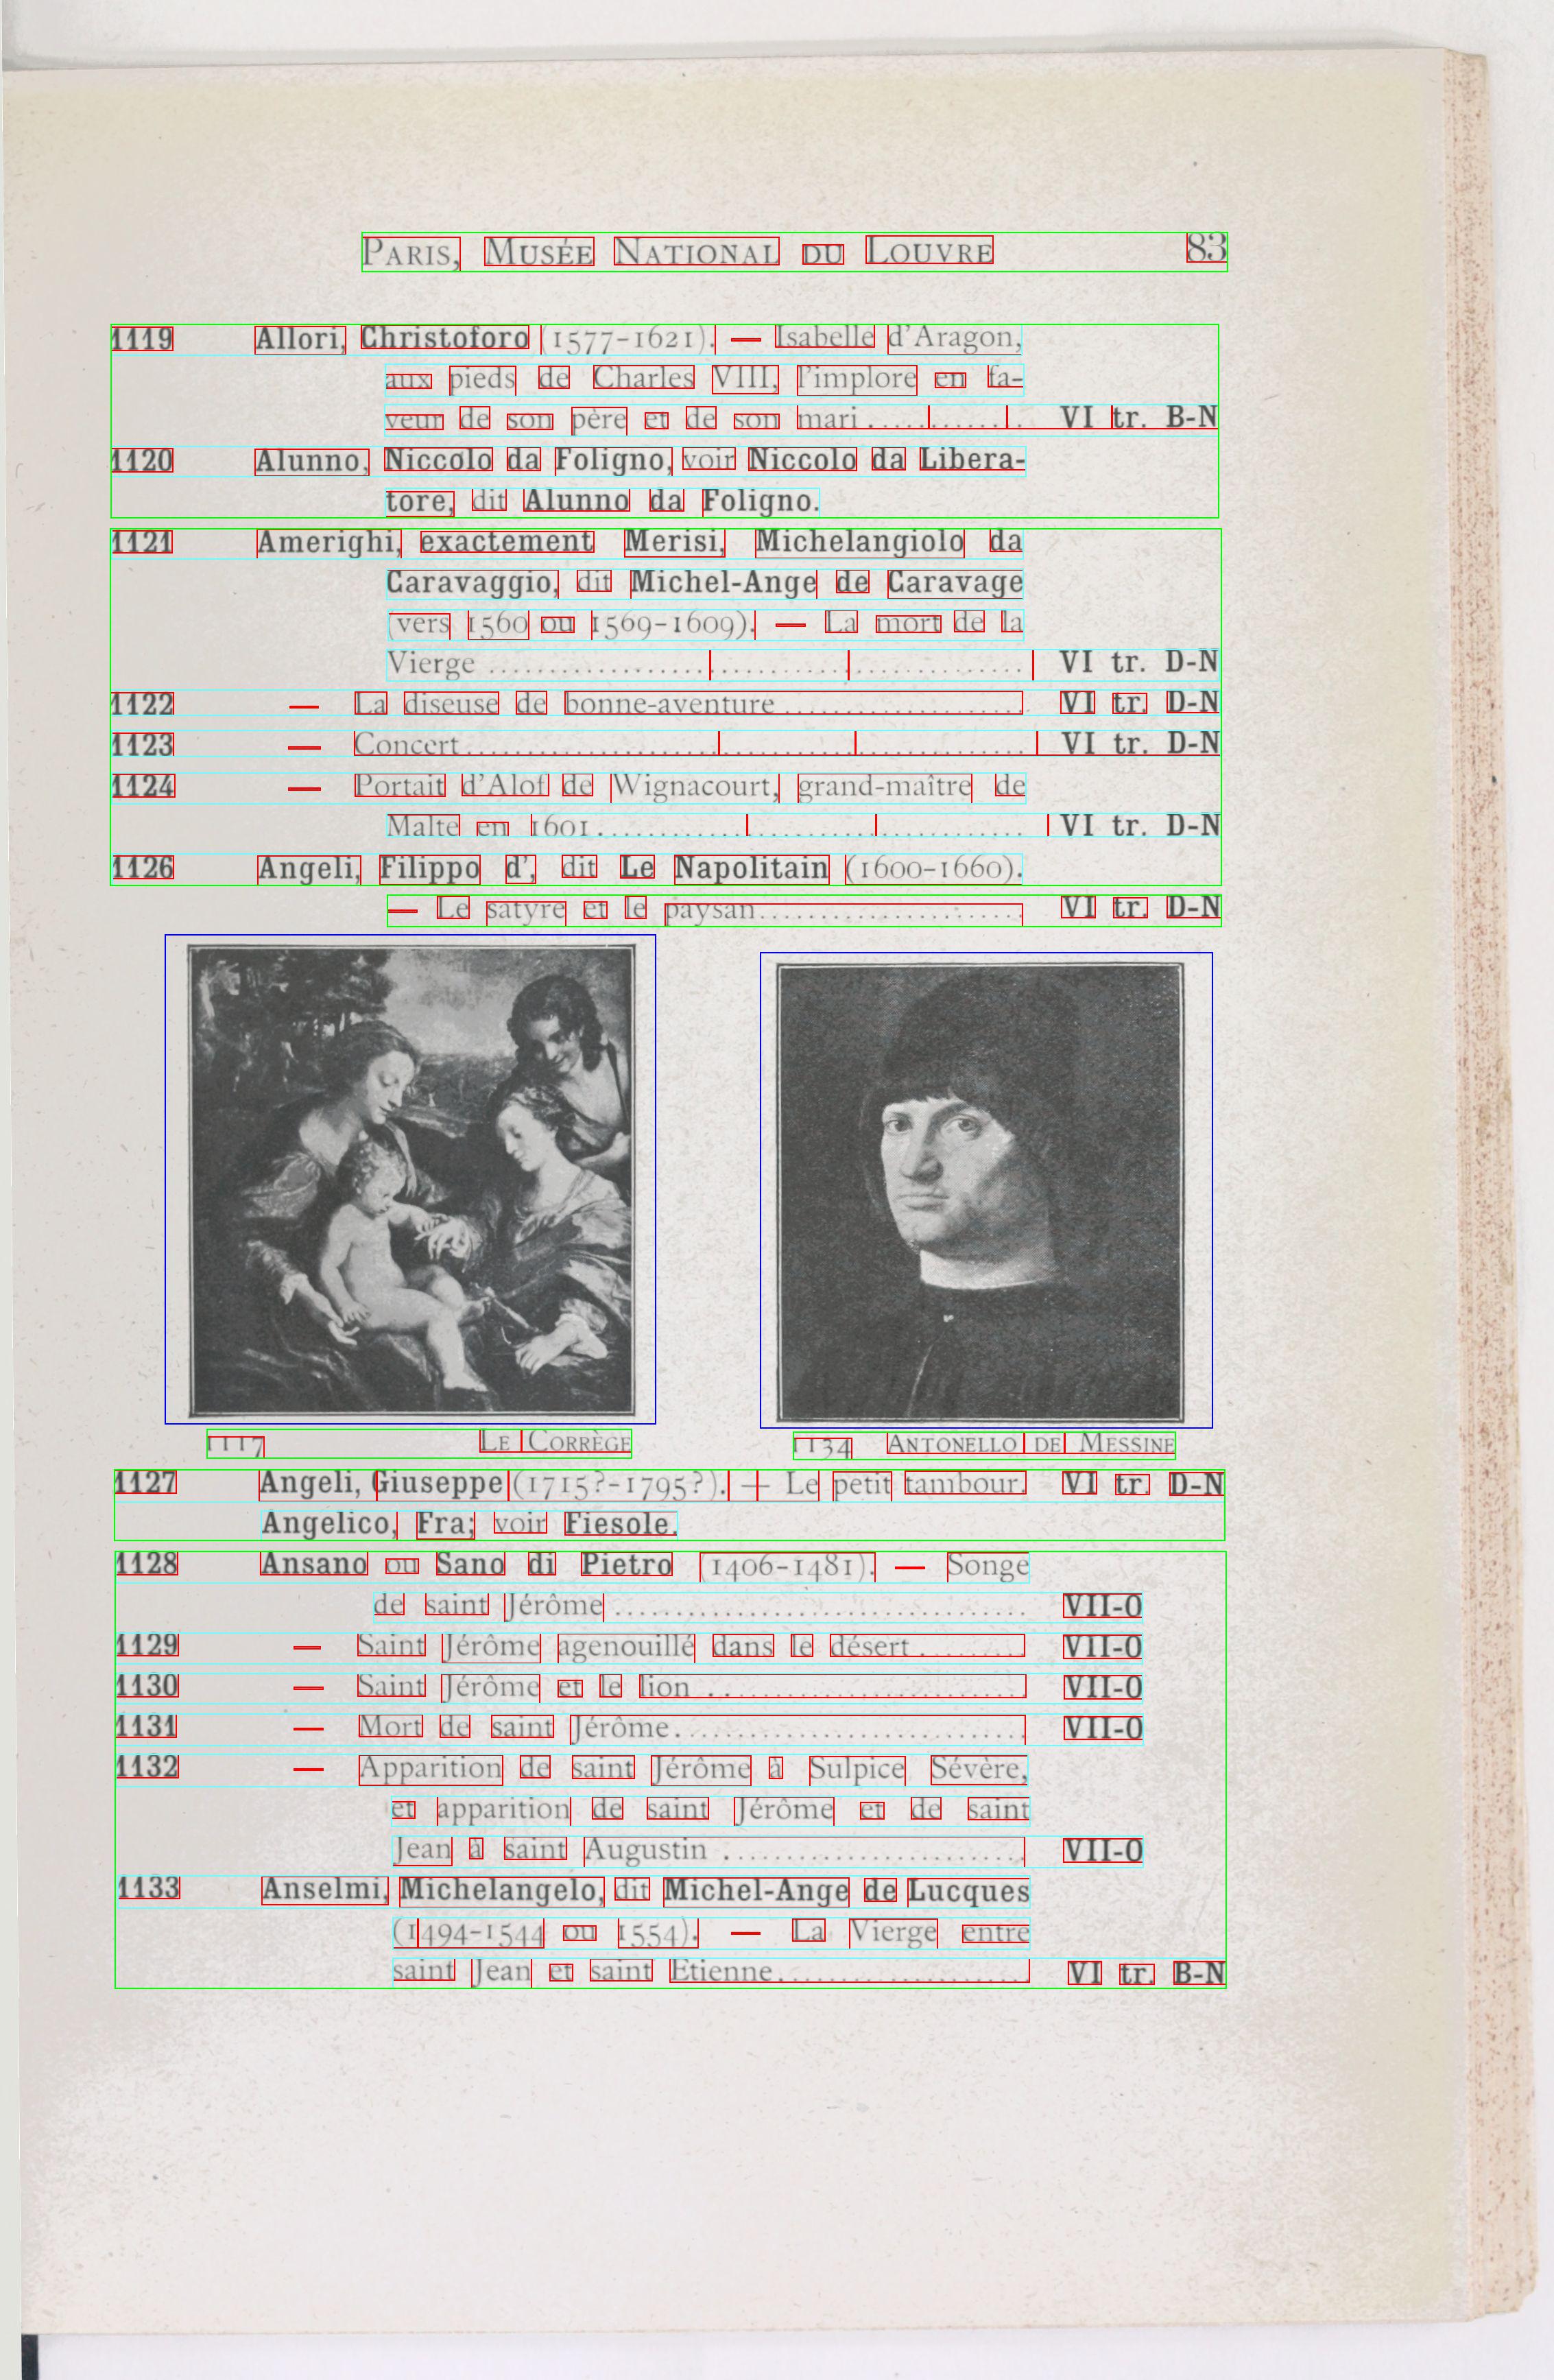 PARIS, MUSÉE NATIONAL DU LOUVRE 83
1119 Allori, Christoforo (1577-1621). — Isabelle d'Aragon,
aux pieds de Charles VIII, l'implore en fa-
veur de son père et de son mari ............. VI tr. B-N
1120 Alunno, Niccolo da Foligno, voir Niccolo da Libera-
tore, dit Alunno da Foligno.
1121 Amerighi, exactement Merisi, Michelangiolo da
Caravaggio, dit Michel-Ange de Caravage
(vers 1560 ou 1569-1609). — La mort de la
Vierge ............................................. VI tr. D-N
1122 — La diseuse de bonne-aventure ..................... VI tr. D-N
1123 — Concert ............................................. VI tr. D-N
1124 — Portait d'Alof de Wignacourt, grand-maître de
Malte en 1601 ..................................... VI tr. D-N
1126 Angeli, Filippo d', dit Le Napolitain (1600-1660).
— Le satyre et le paysan ....................... VI tr. D-N
1117 LE CORRÈGE
1134 ANTONELLO DE MESSINE
1127 Angeli, Giuseppe (1715?-1795?). — Le petit tambour. VI tr. D-N
Angelico, Fra; voir Fiesole.
1128 Ansano ou Sano di Pietro (1406-1481). — Songe
de saint Jérôme ................................... VII-O
1129 — Saint Jérôme agenouillé dans le désert ......... VII-O
1130 — Saint Jérôme et le lion ........................... VII-O
1131 — Mort de saint Jérôme .............................. VII-O
1132 — Apparition de saint Jérôme à Sulpice Sévère,
et apparition de saint Jérôme et de saint
Jean à saint Augustin .......................... VII-O
1133 Anselmi, Michelangelo, dit Michel-Ange de Lucques
(1494-1544 ou 1554). — La Vierge entre
saint Jean et saint Etienne ...................... VI tr. B-N